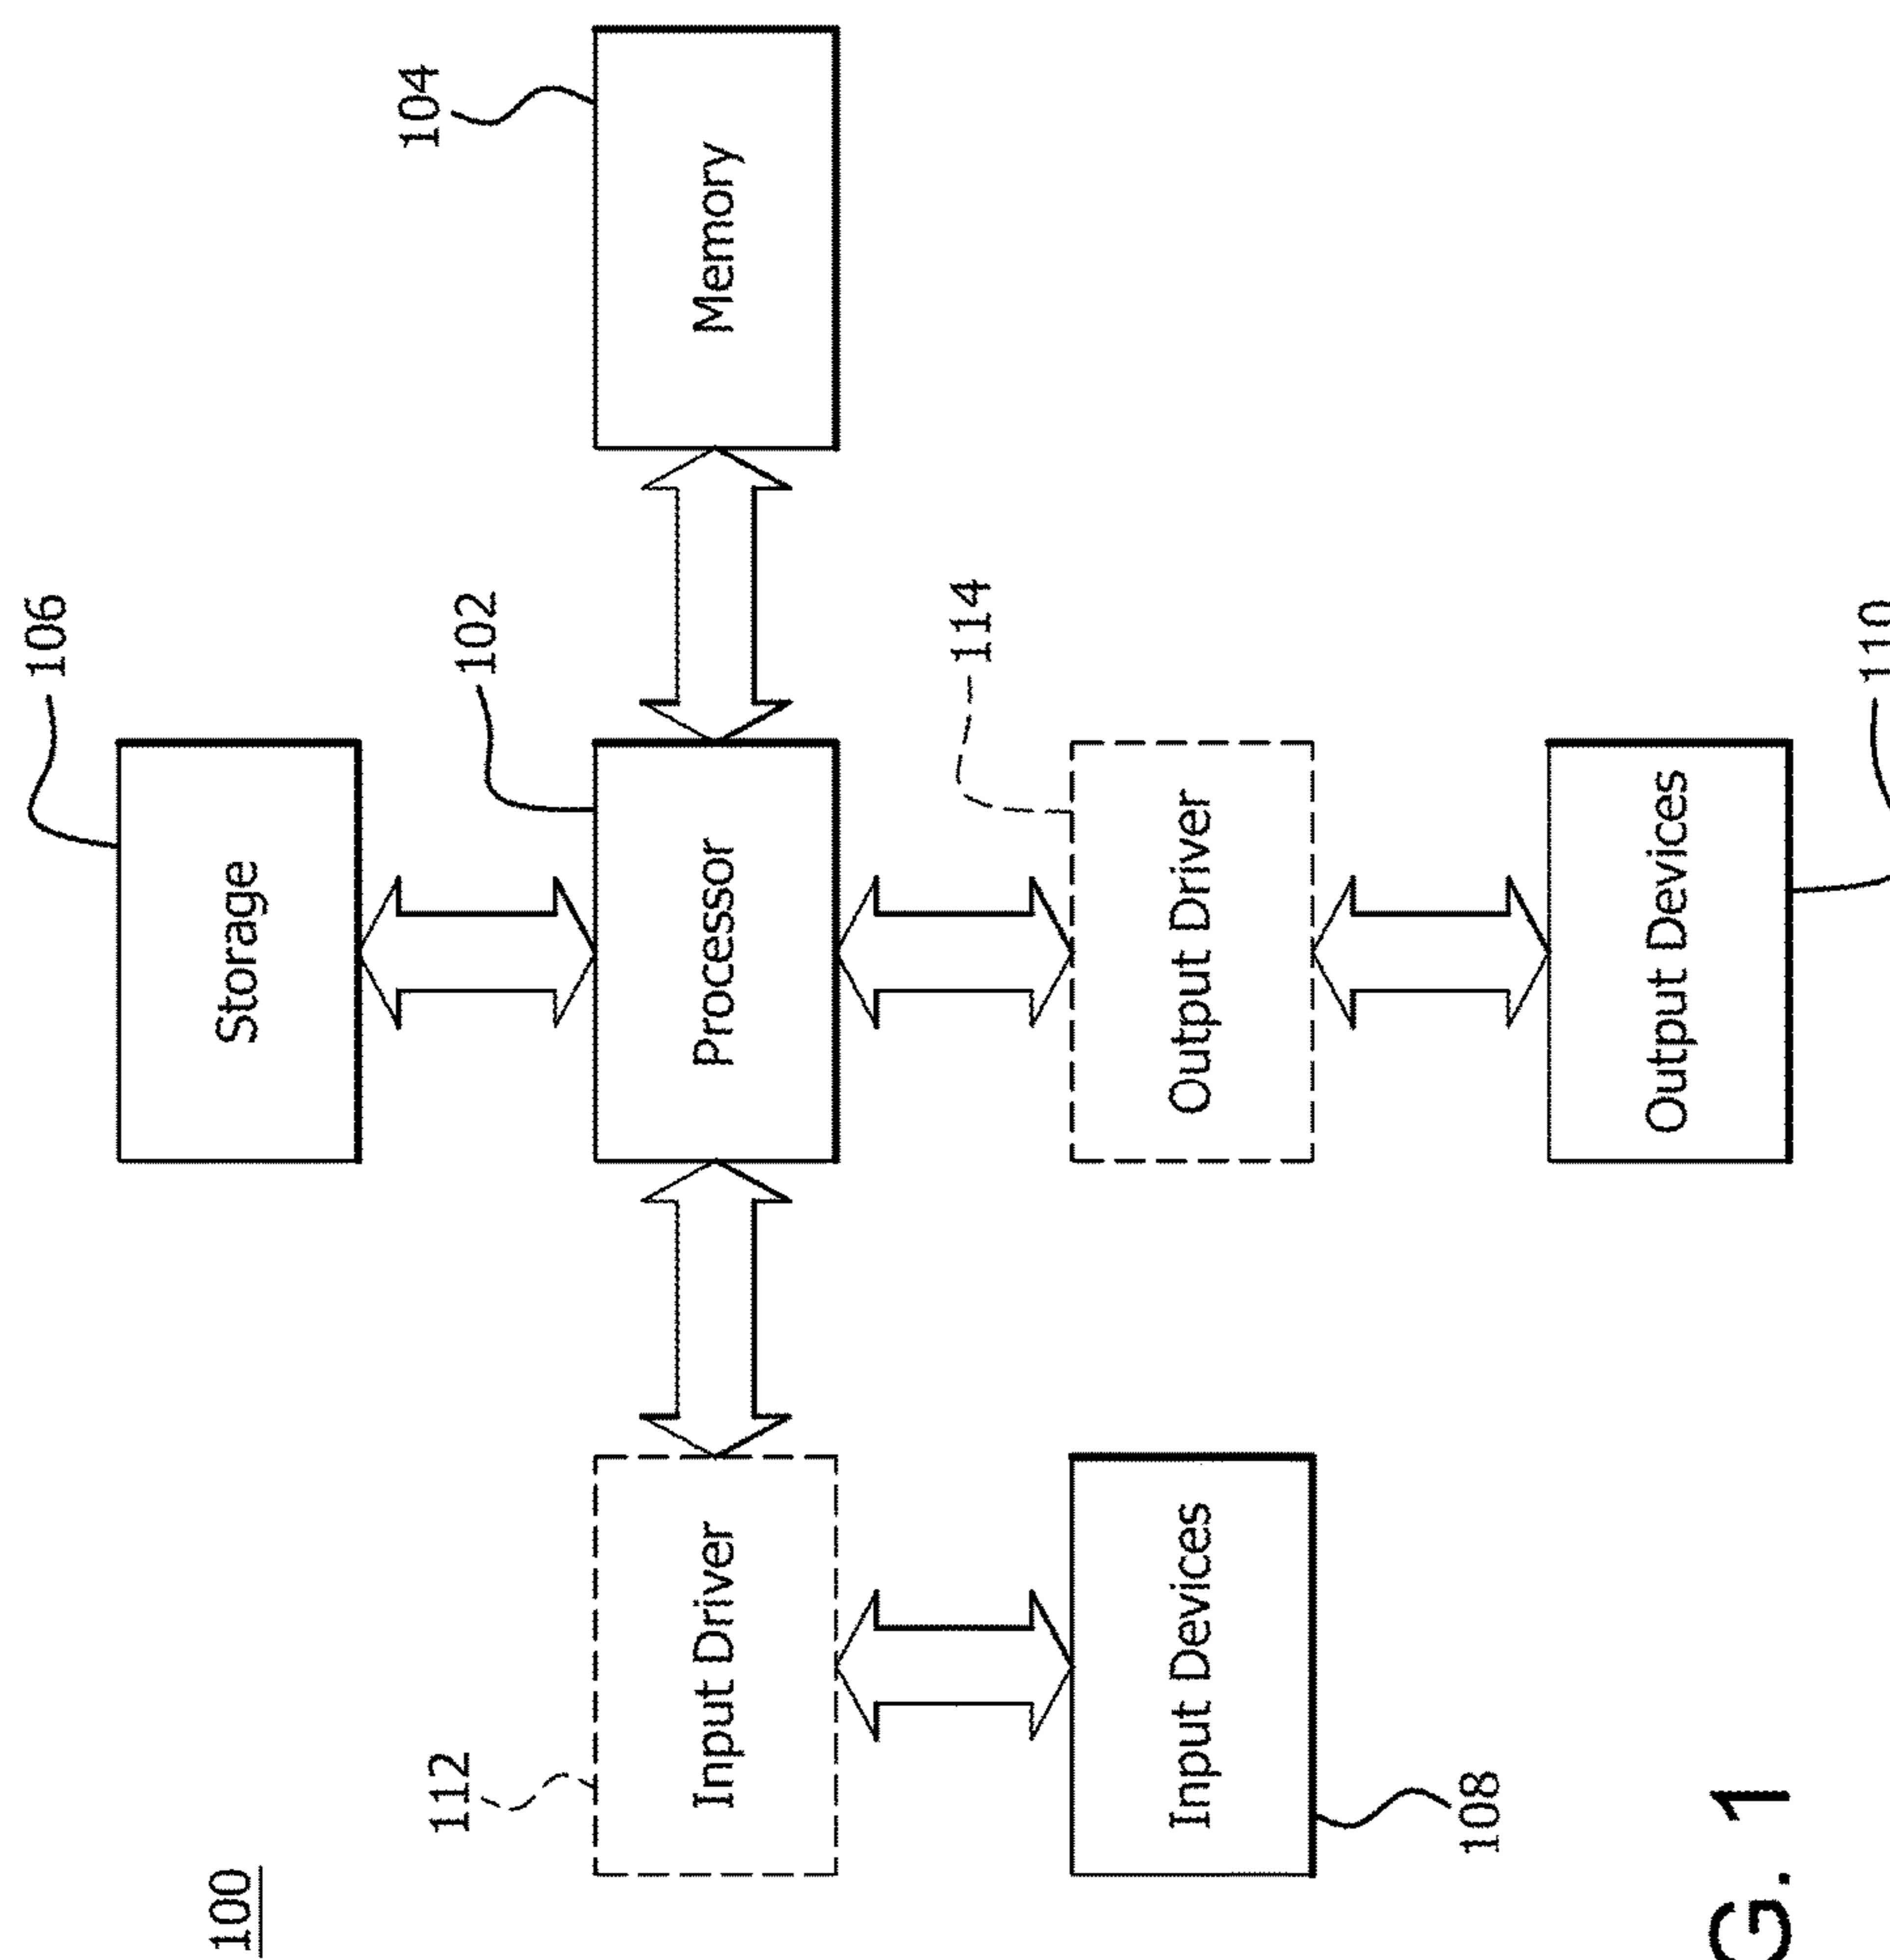 106
100
Storage
104
112
102
Input Driver
Processor
Memory
114
Input Devices
Output Driver
108
Output Devices
G. 1
110